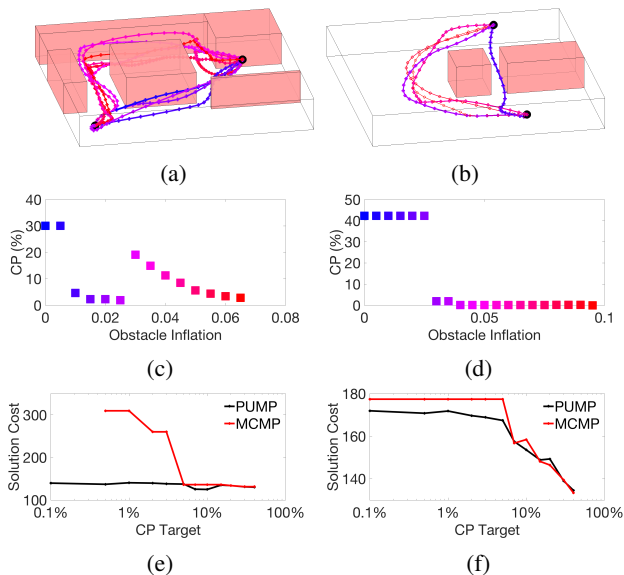 (a)
(b)
CP (%)
40
30
20
10
0
0 0.02 0.04 0.06 0.08
Obstacle Inflation
(c)
CP (%)
50
40
30
20
10
0
0 0.05 0.1
Obstacle Inflation
(d)
Solution Cost
300
200
100
PUMP
MCMP
0.1% 1% 10% 100%
CP Target
(e)
Solution Cost
180
160
140
PUMP
MCMP
0.1% 1% 10% 100%
CP Target
(f)